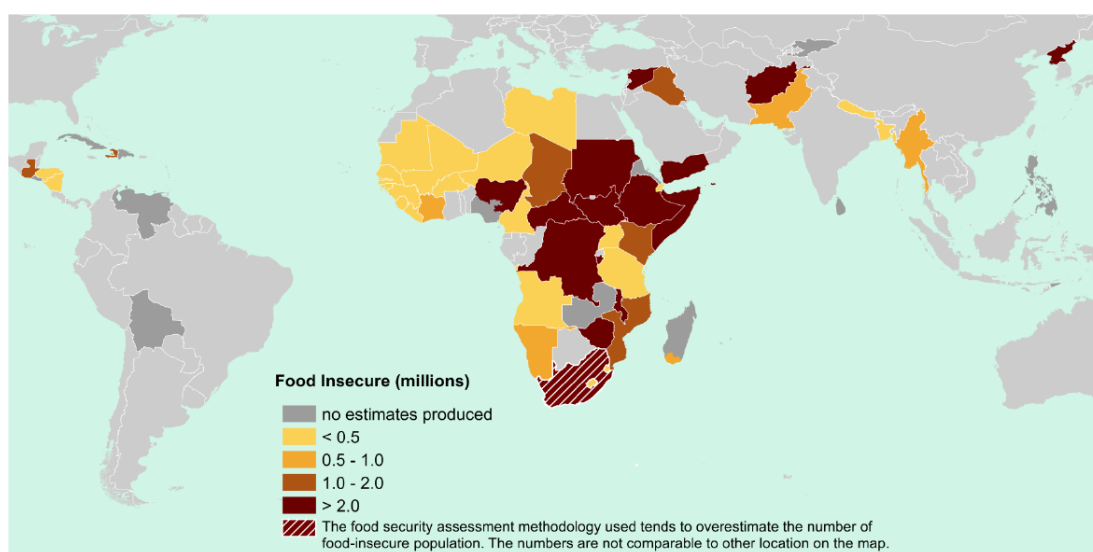 Food Insecure (millions)
no estimates produced
< 0.5
0.5 - 1.0
1.0 - 2.0
> 2.0
The food security assessment methodology used tends to overestimate the number of
food-insecure population. The numbers are not comparable to other location on the map.